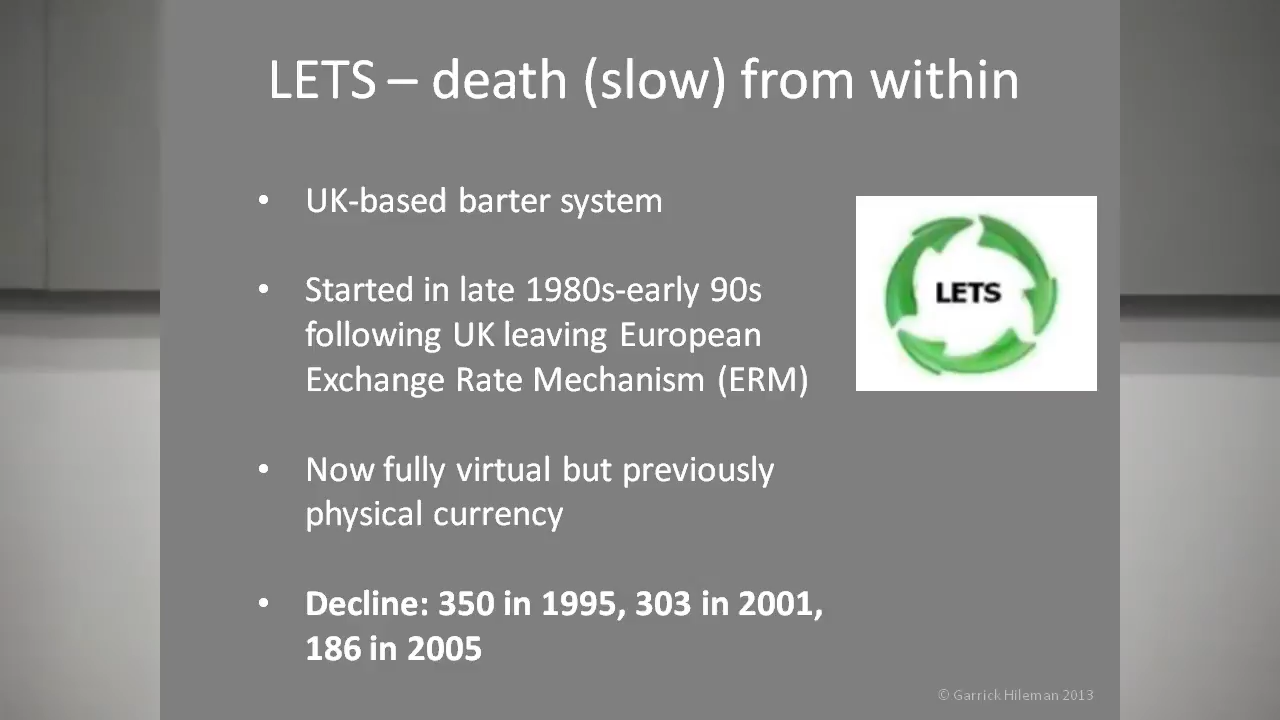 LETS – death (slow) from within
• UK-based barter system
• Started in late 1980s-early 90s
following UK leaving European
Exchange Rate Mechanism (ERM)
LETS
• Now fully virtual but previously
physical currency
• Decline: 350 in 1995, 303 in 2001,
186 in 2005
© Garrick Hileman 2013